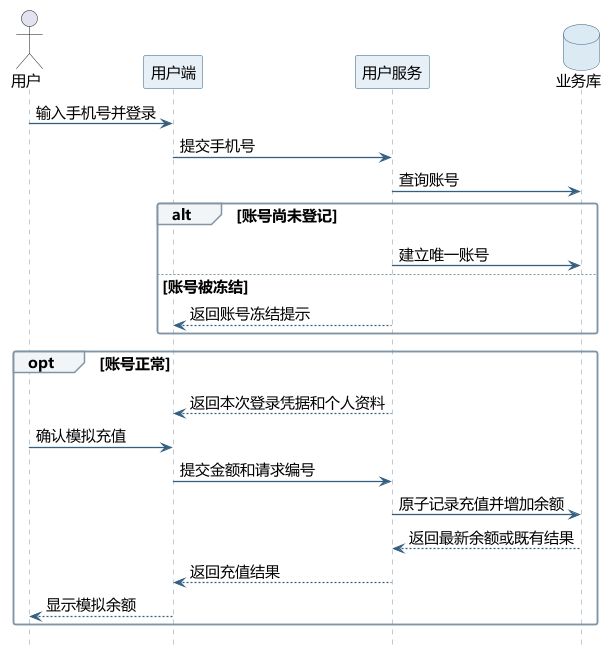 用户
用户端
用户服务
业务库
输入手机号并登录
提交手机号
查询账号
alt
[账号尚未登记]
建立唯一账号
[账号被冻结]
返回账号冻结提示
opt
[账号正常]
返回本次登录凭据和个人资料
确认模拟充值
提交金额和请求编号
原子记录充值并增加余额
返回最新余额或既有结果
返回充值结果
显示模拟余额